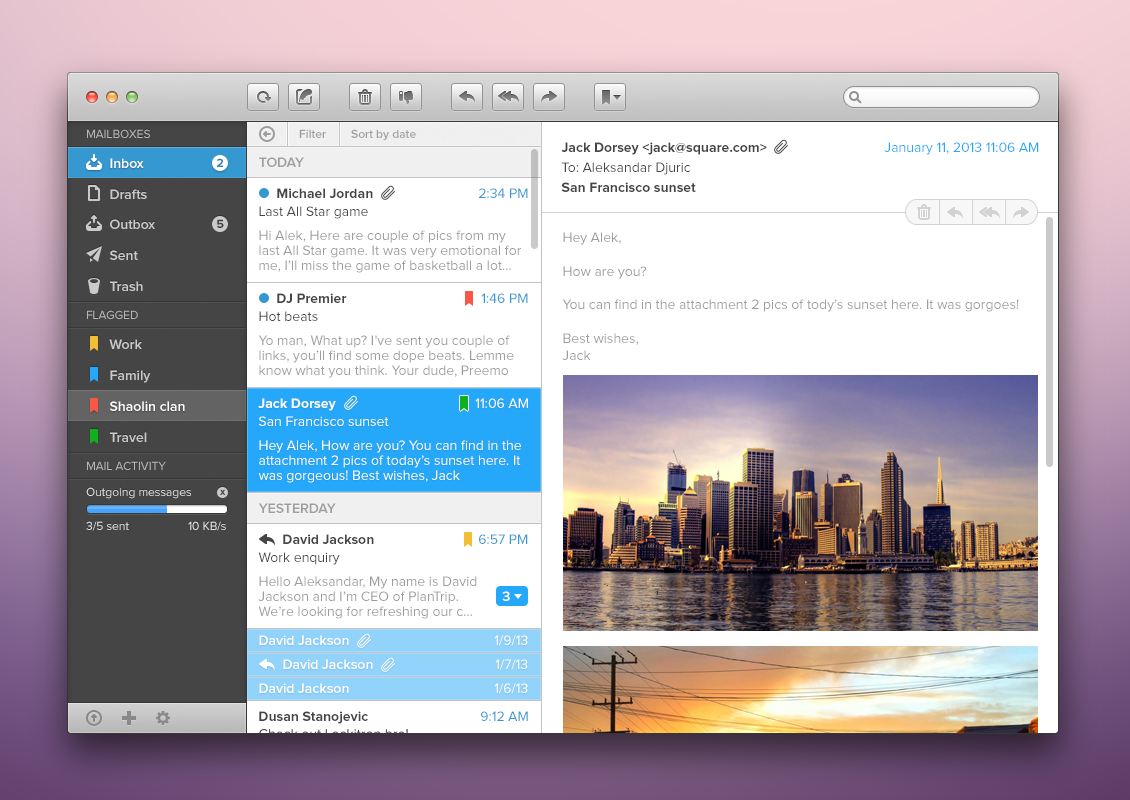 MAILBOXES
Inbox 2
Drafts
Outbox 5
Sent
Trash
FLAGGED
Work
Family
Shaolin clan
Travel
MAIL ACTIVITY
Outgoing messages
3/5 sent 10 KB/s
Filter Sort by date
TODAY
Michael Jordan 2:34 PM
Last All Star game
Hi Alek, Here are couple of pics from my
last All Star game. It was very emotional for
me, I'll miss the game of basketball a lot...
DJ Premier 1:46 PM
Hot beats
Yo man, What up? I've sent you couple of
links, you'll find some dope beats. Lemme
know what you think. Your dude, Preemo
Jack Dorsey 11:06 AM
San Francisco sunset
Hey Alek, How are you? You can find in the
attachment 2 pics of today's sunset here. It
was gorgeous! Best wishes, Jack
YESTERDAY
David Jackson 6:57 PM
Work enquiry
Hello Aleksandar, My name is David
Jackson and I'm CEO of PlanTrip.
We're looking for refreshing our c...
3
David Jackson 1/9/13
David Jackson 1/7/13
David Jackson 1/6/13
Dusan Stanojevic 9:12 AM
Check out Lockitron bro!
Jack Dorsey <jack@square.com> January 11, 2013 11:06 AM
To: Aleksandar Djuric
San Francisco sunset
Hey Alek,
How are you?
You can find in the attachment 2 pics of tody's sunset here. It was gorgoes!
Best wishes,
Jack